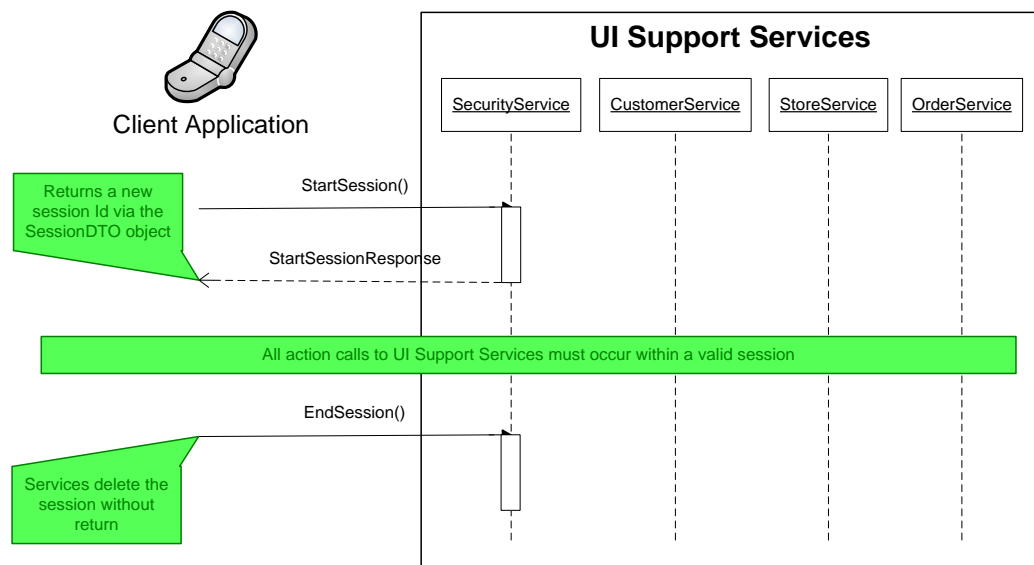 UI Support Services
Client Application
SecurityService
CustomerService
StoreService
OrderService
StartSession()
Returns a new
session Id via the
SessionDTO object
StartSessionResponse
All action calls to UI Support Services must occur within a valid session
EndSession()
Services delete the
session without
return